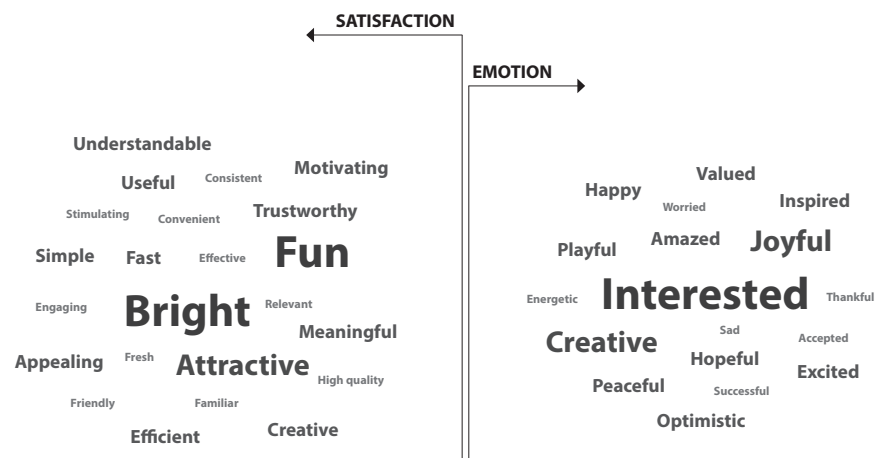 SATISFACTION
EMOTION
Understandable
Useful
Consistent
Motivating
Stimulating
Convenient
Trustworthy
Simple
Fast
Effective
Fun
Engaging
Bright
Relevant
Meaningful
Appealing
Fresh
Attractive
High quality
Friendly
Familiar
Efficient
Creative
Valued
Happy
Worried
Inspired
Playful
Amazed
Joyful
Energetic
Interested
Thankful
Creative
Sad
Accepted
Hopeful
Excited
Peaceful
Successful
Optimistic